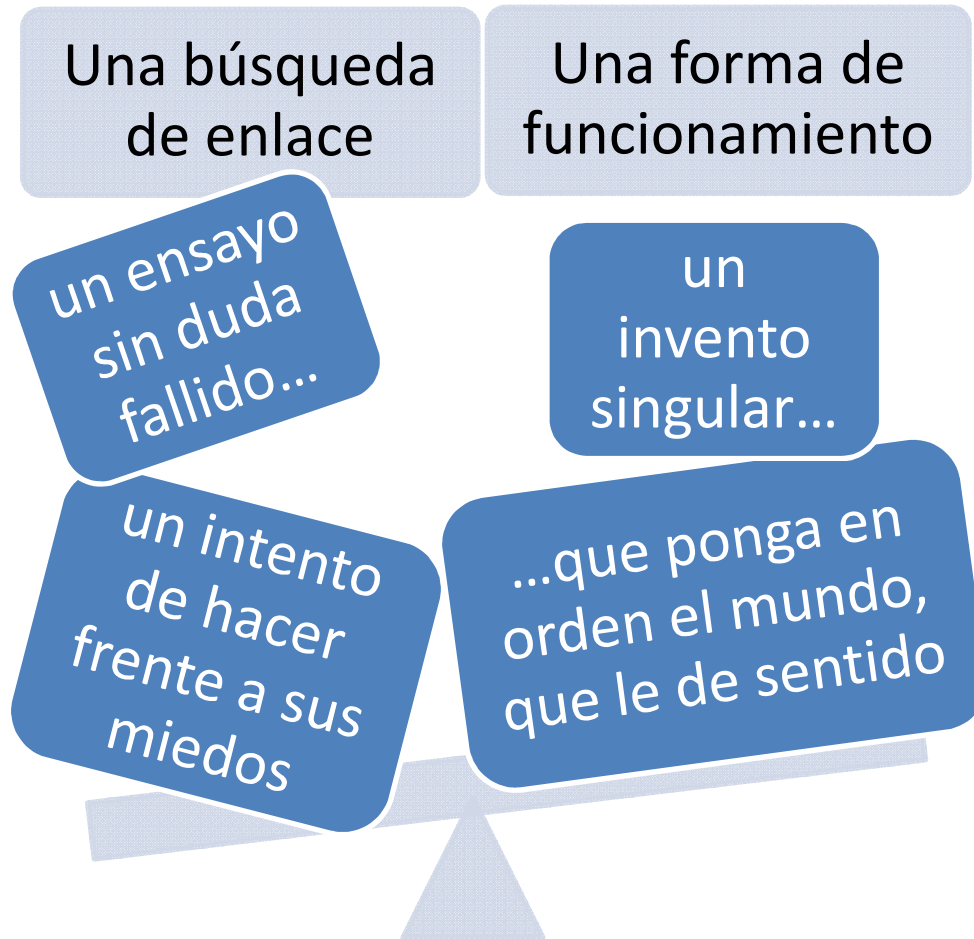 Una búsqueda
de enlace
Una forma de
funcionamiento
un ensayo
sin duda
fallido...
un intento
de hacer
frente a sus
miedos
un
invento
singular...
...que ponga en
orden el mundo,
que le de sentido